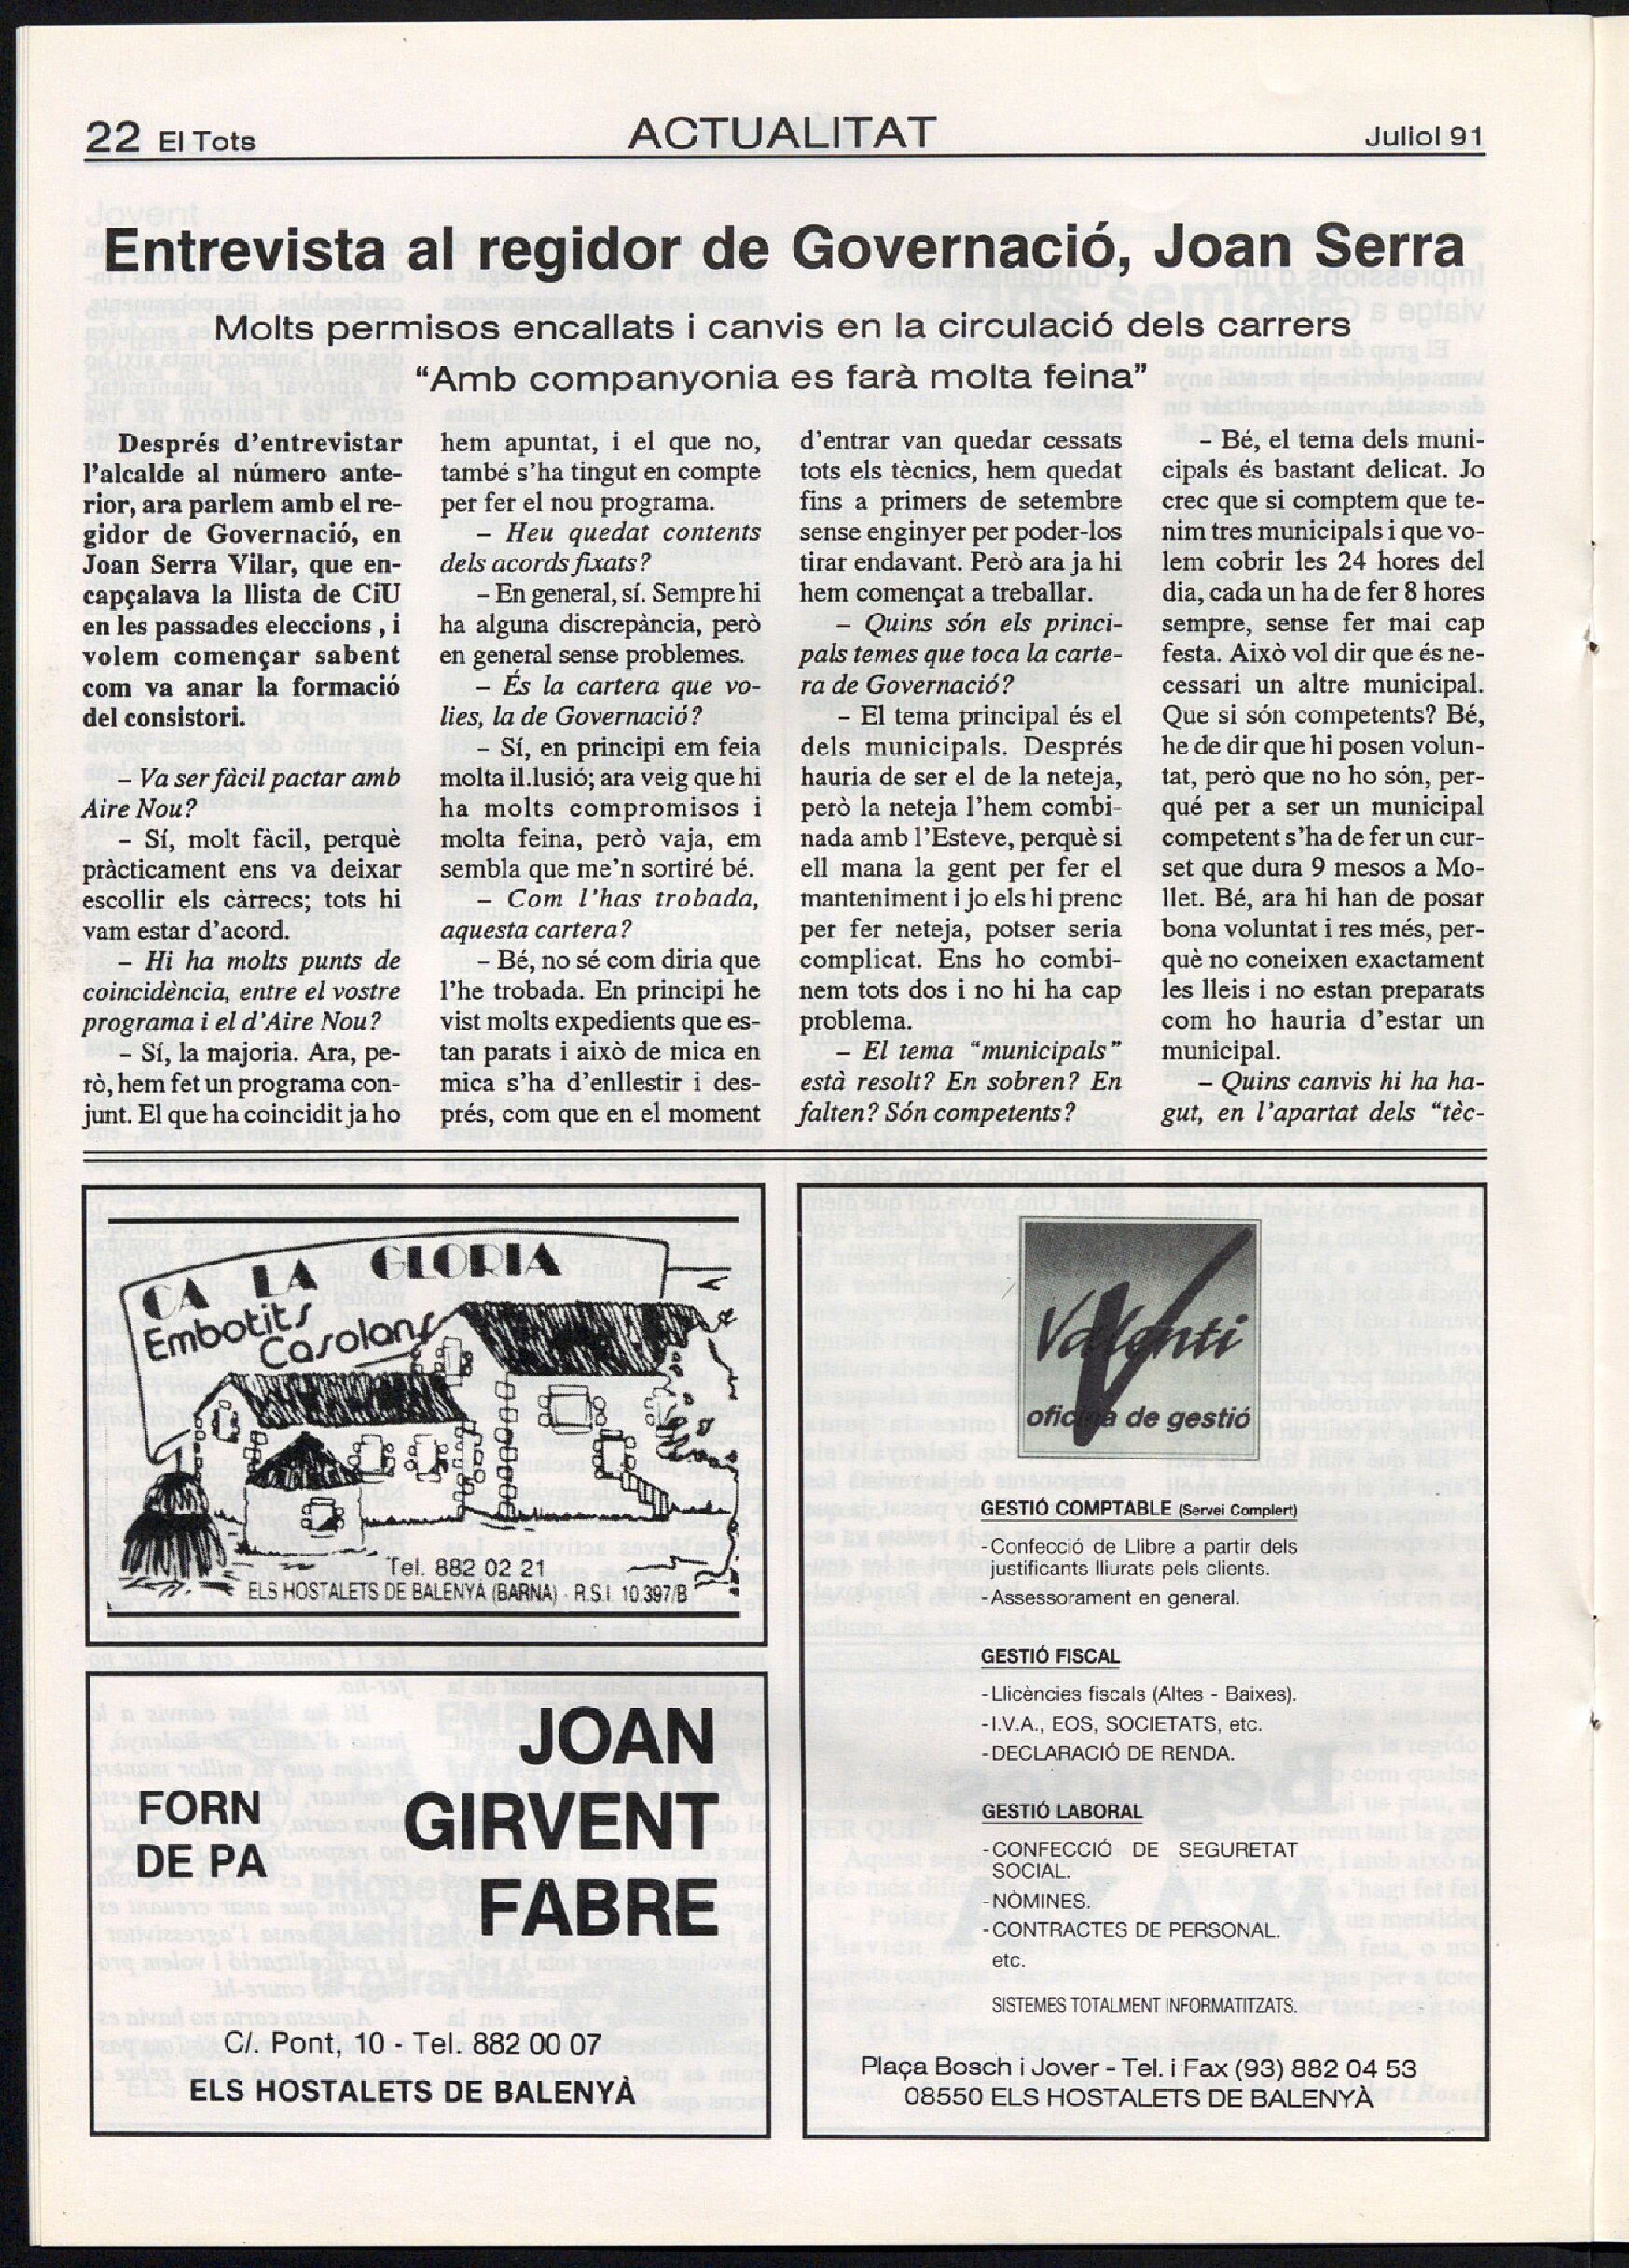 22 El Tots
ACTUALITAT
Juliol 91
Entrevista al regidor de Governació, Joan Serra
Molts permisos encallats i canvis en la circulació dels carrers
“Amb companyonia es farà molta feina”
Després d’entrevistar
l’alcalde al número ante-
rior, ara parlem amb el re-
gidor de Governació, en
Joan Serra Vilar, que en-
capçalava la llista de CiU
en les passades eleccions , i
volem començar sabent
com va anar la formació
del consistori.
– Va ser fàcil pactar amb
Aire Nou?
– Sí, molt fàcil, perquè
pràcticament ens va deixar
escollir els càrrecs; tots hi
vam estar d’acord.
– Hi ha molts punts de
coincidència, entre el vostre
programa i el d’Aire Nou?
– Sí, la majoria. Ara, pe-
rò, hem fet un programa con-
junt. El que ha coincidit ja ho
hem apuntat, i el que no,
també s’ha tingut en compte
per fer el nou programa.
– Heu quedat contents
dels acords fixats?
– En general, sí. Sempre hi
ha alguna discrepància, però
en general sense problemes.
– És la cartera que vo-
lies, la de Governació?
– Sí, en principi em feia
molta il.lusió; ara veig que hi
ha molts compromisos i
molta feina, però vaja, em
sembla que me’n sortiré bé.
– Com l’has trobada,
aquesta cartera?
– Bé, no sé com diria que
l’he trobada. En principi he
vist molts expedients que es-
tan parats i això de mica en
mica s’ha d’enllestir i des-
prés, com que en el moment
d’entrar van quedar cessats
tots els tècnics, hem quedat
fins a primers de setembre
sense enginyer per poder-los
tirar endavant. Però ara ja hi
hem començat a treballar.
– Quins són els princi-
pals temes que toca la carte-
ra de Governació?
– El tema principal és el
dels municipals. Després
hauria de ser el de la neteja,
però la neteja l’hem combi-
nada amb l’Esteve, perquè si
ell mana la gent per fer el
manteniment i jo els hi prenc
per fer neteja, potser seria
complicat. Ens ho combi-
nem tots dos i no hi ha cap
problema.
– El tema “municipals”
està resolt? En sobren? En
falten? Són competents?
– Bé, el tema dels muni-
cipals és bastant delicat. Jo
crec que si comptem que te-
nim tres municipals i que vo-
lem cobrir les 24 hores del
dia, cada un ha de fer 8 hores
sempre, sense fer mai cap
festa. Això vol dir que és ne-
cessari un altre municipal.
Que si són competents? Bé,
he de dir que hi posen volun-
tat, però que no ho són, per-
qué per a ser un municipal
competent s’ha de fer un cur-
set que dura 9 mesos a Mo-
llet. Bé, ara hi han de posar
bona voluntat i res més, per-
què no coneixen exactament
les lleis i no estan preparats
com ho hauria d’estar un
municipal.
– Quins canvis hi ha ha-
gut, en l’apartat dels “tèc-
CA LA GLORIA
Embotits
Casolans
Tel. 882 02 21
ELS HOSTALETS DE BALENYÀ (BARNA) - R.S.I. 10.397/B
FORN
DE PA
JOAN
GIRVENT
FABRE
C/. Pont, 10 - Tel. 882 00 07
ELS HOSTALETS DE BALENYÀ
Valenti
oficina de gestió
GESTIÓ COMPTABLE (Servei Complert)
-Confecció de Llibre a partir dels
justificants lliurats pels clients.
-Assessorament en general.
GESTIÓ FISCAL
-Llicències fiscals (Altes - Baixes).
-I.V.A., EOS, SOCIETATS, etc.
-DECLARACIÓ DE RENDA.
GESTIÓ LABORAL
-CONFECCIÓ DE SEGURETAT
SOCIAL.
-NÒMINES.
-CONTRACTES DE PERSONAL.
etc.
SISTEMES TOTALMENT INFORMATITZATS.
Plaça Bosch i Jover - Tel. i Fax (93) 882 04 53
08550 ELS HOSTALETS DE BALENYÀ